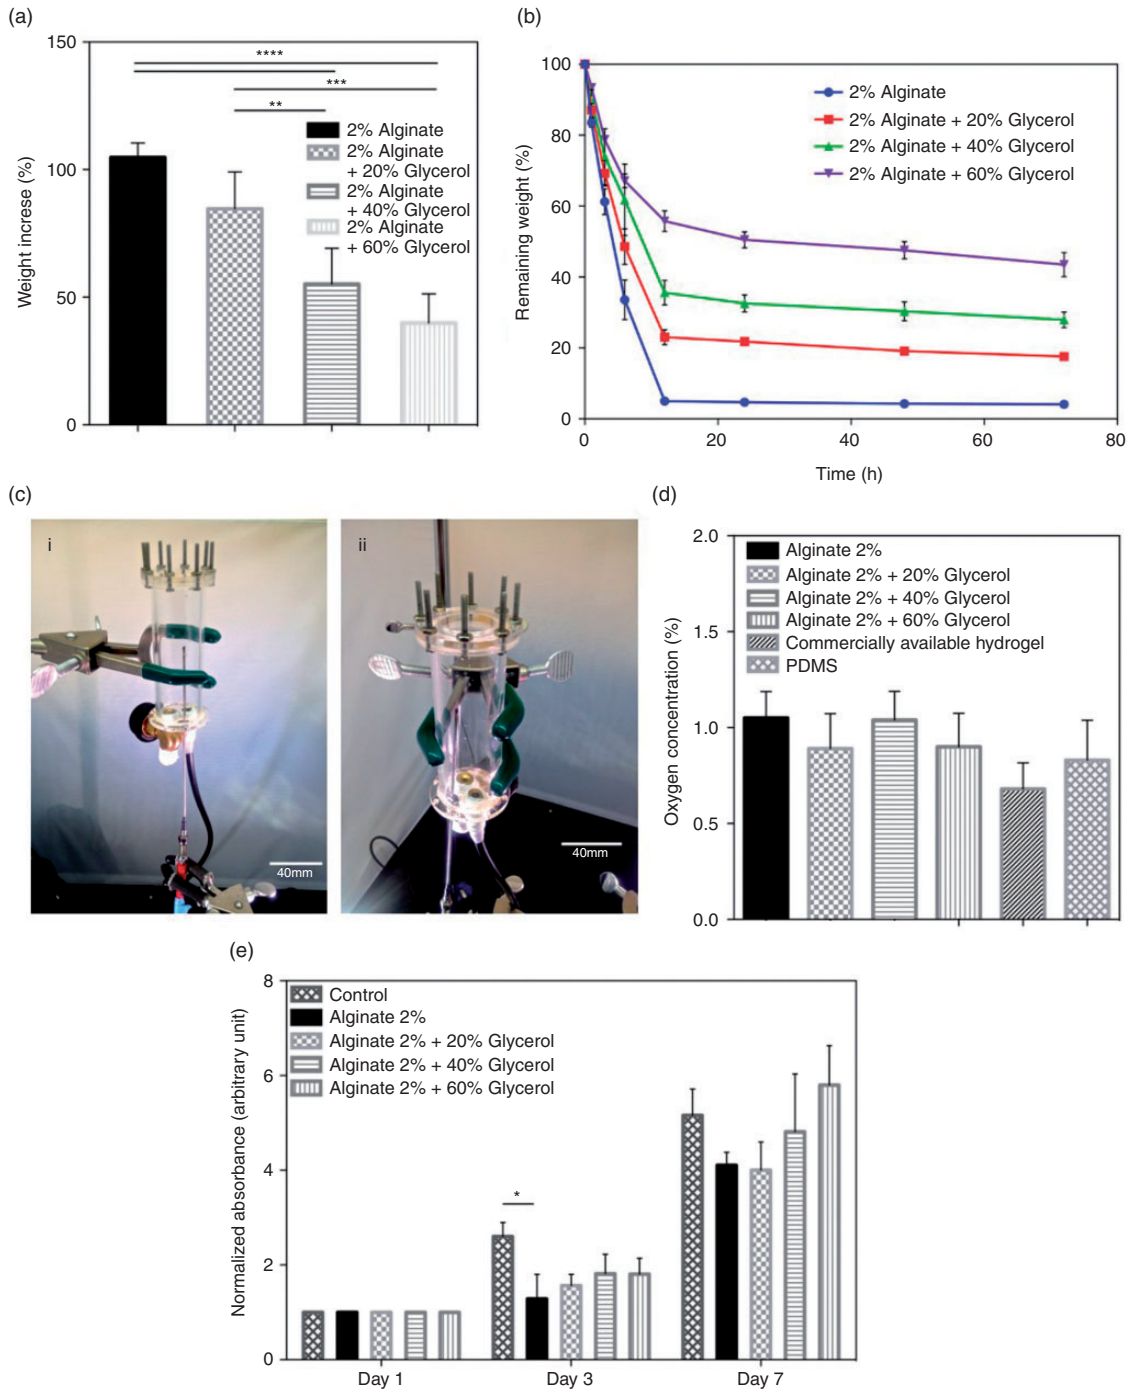 (a)
150
100
50
0
Weight increse (%)
****
***
**
2% Alginate
2% Alginate
+ 20% Glycerol
2% Alginate
+ 40% Glycerol
2% Alginate
+ 60% Glycerol
(b)
100
80
60
40
20
0
Remaining weight (%)
2% Alginate
2% Alginate + 20% Glycerol
2% Alginate + 40% Glycerol
2% Alginate + 60% Glycerol
0 20 40 60 80
Time (h)
(c)
i
40mm
ii
40mm
(d)
2.0
1.5
1.0
0.5
0.0
Oxygen concentration (%)
Alginate 2%
Alginate 2% + 20% Glycerol
Alginate 2% + 40% Glycerol
Alginate 2% + 60% Glycerol
Commercially available hydrogel
PDMS
(e)
8
6
4
2
0
Normalized absorbance (arbitrary unit)
Control
Alginate 2%
Alginate 2% + 20% Glycerol
Alginate 2% + 40% Glycerol
Alginate 2% + 60% Glycerol
*
Day 1 Day 3 Day 7